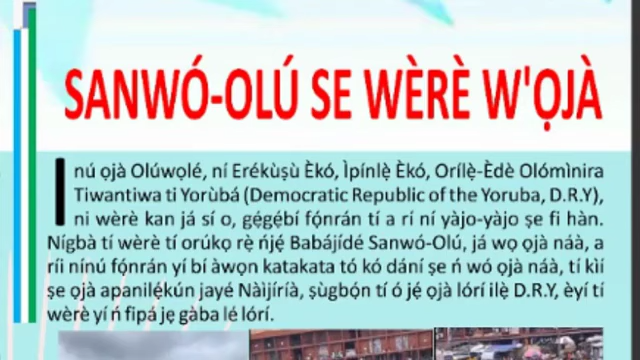 SANWÓ-OLÚ SE WÈRÈ W'ỌJÀ
Inú ọjà Olúwọlé, ní Erékùṣù Èkó, Ìpínlẹ̀ Èkó, Orílẹ̀-Èdè Olómìnira
Tiwantiwa ti Yorùbá (Democratic Republic of the Yoruba, D.R.Y),
ni wèrè kan já sí o, gẹ́gẹ́bí fọ́nrán tí a rí ní yàjo-yàjo ṣe fi hàn.
Nígbà tí wèrè tí orúkọ rẹ̀ ńjẹ́ Babájídé Sanwó-Olú, já wọ ọjà náà, a
ríi nínú fọ́nrán yí bí àwọn katakata tó kó dání ṣe ń wó ọjà náà, tí kìí
ṣe ọjà apanilẹ́kún jayé Nàìjíríà, ṣùgbọ́n tí ó jẹ́ ọjà lórí ilẹ̀ D.R.Y, èyí tí
wèrè yí ń fipá jẹ gàba lé lórí.